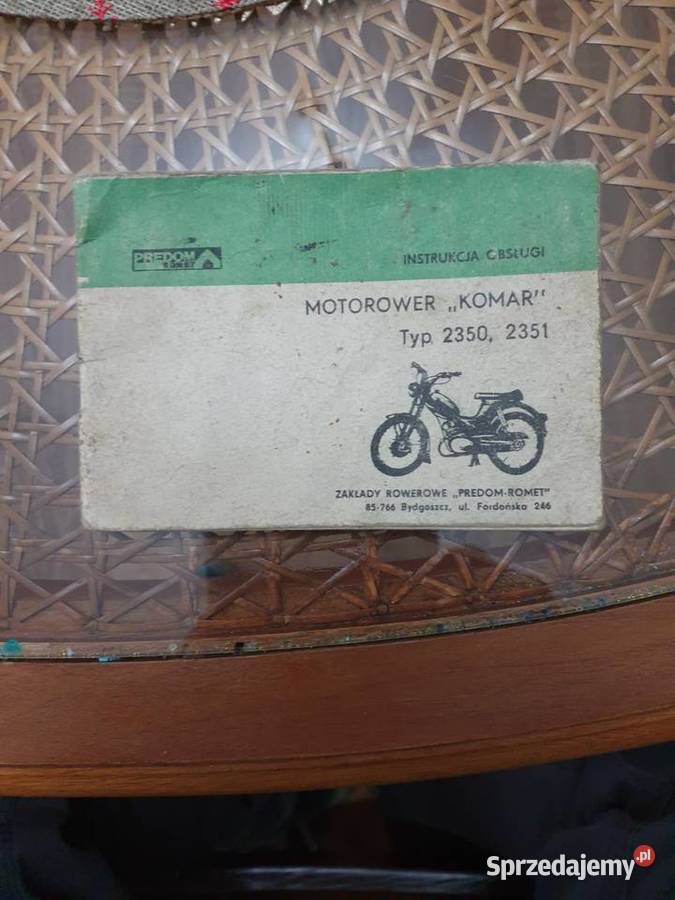 PREDOM
ROMET
INSTRUKCJA OBSŁUGI
MOTOROWER „KOMAR"
Typ 2350, 2351
ZAKŁADY ROWEROWE „PREDOM-ROMET"
85-766 Bydgoszcz, ul. Fordońska 246
Sprzedajemy.pl